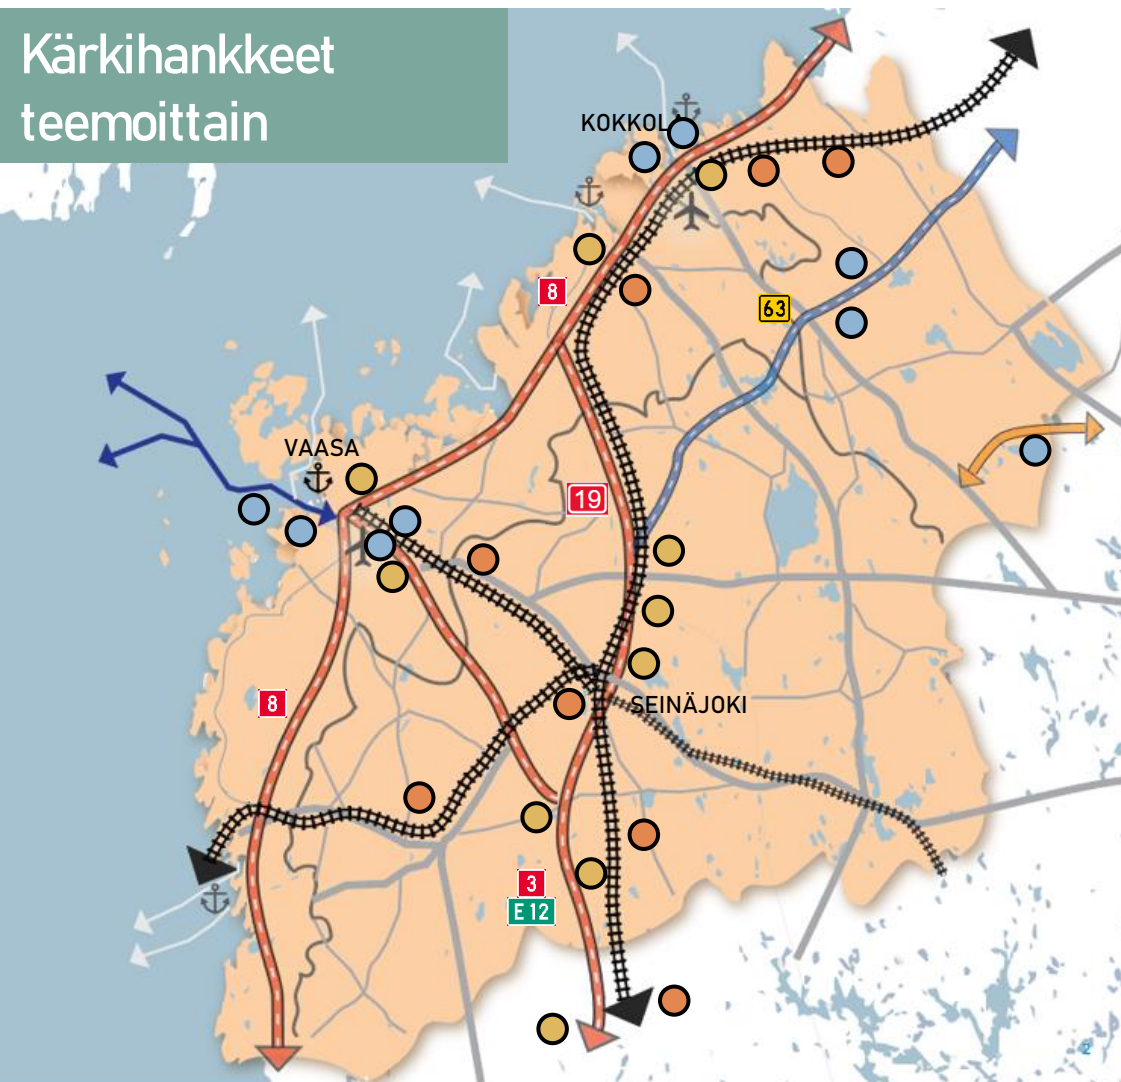 Kärkihankkeet
teemoittain
KOKKOLA
8
63
VAASA
19
8
SEINÄJOKI
3
E 12
2